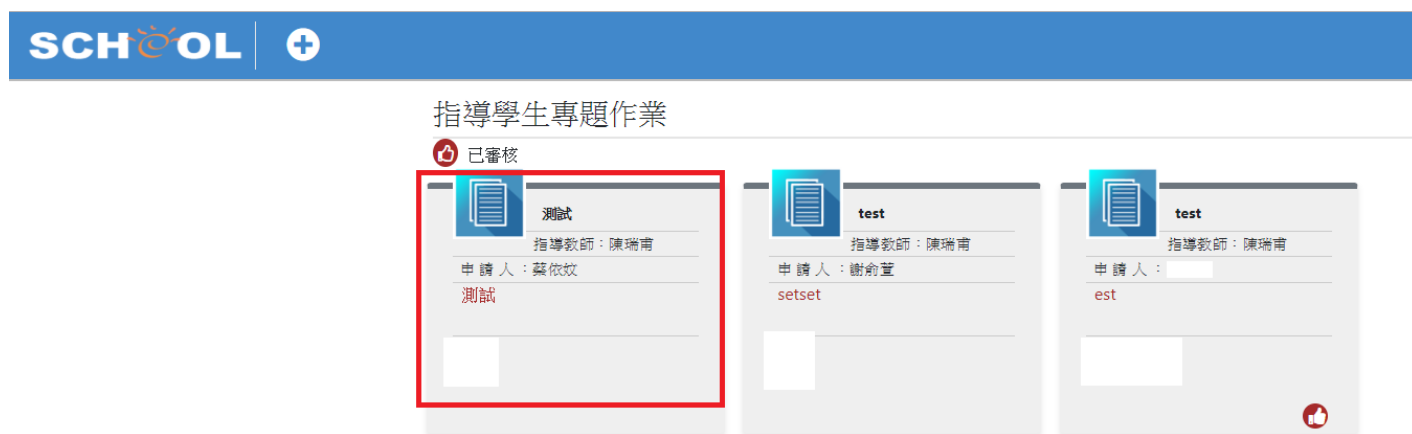 SCHOOL
指導學生專題作業
已審核
測試
指導教師：陳瑞甫
申請人：蔡依妏
測試
test
指導教師：陳瑞甫
申請人：謝俞萱
setset
test
指導教師：陳瑞甫
申請人：
est